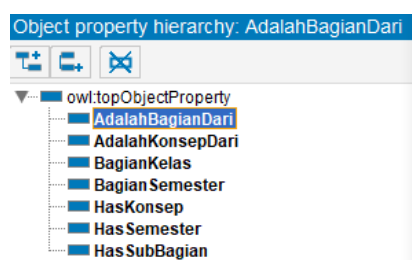 Object property hierarchy: AdalahBagianDari
owl:topObjectProperty
AdalahBagianDari
AdalahKonsepDari
BagianKelas
BagianSemester
HasKonsep
HasSemester
HasSubBagian